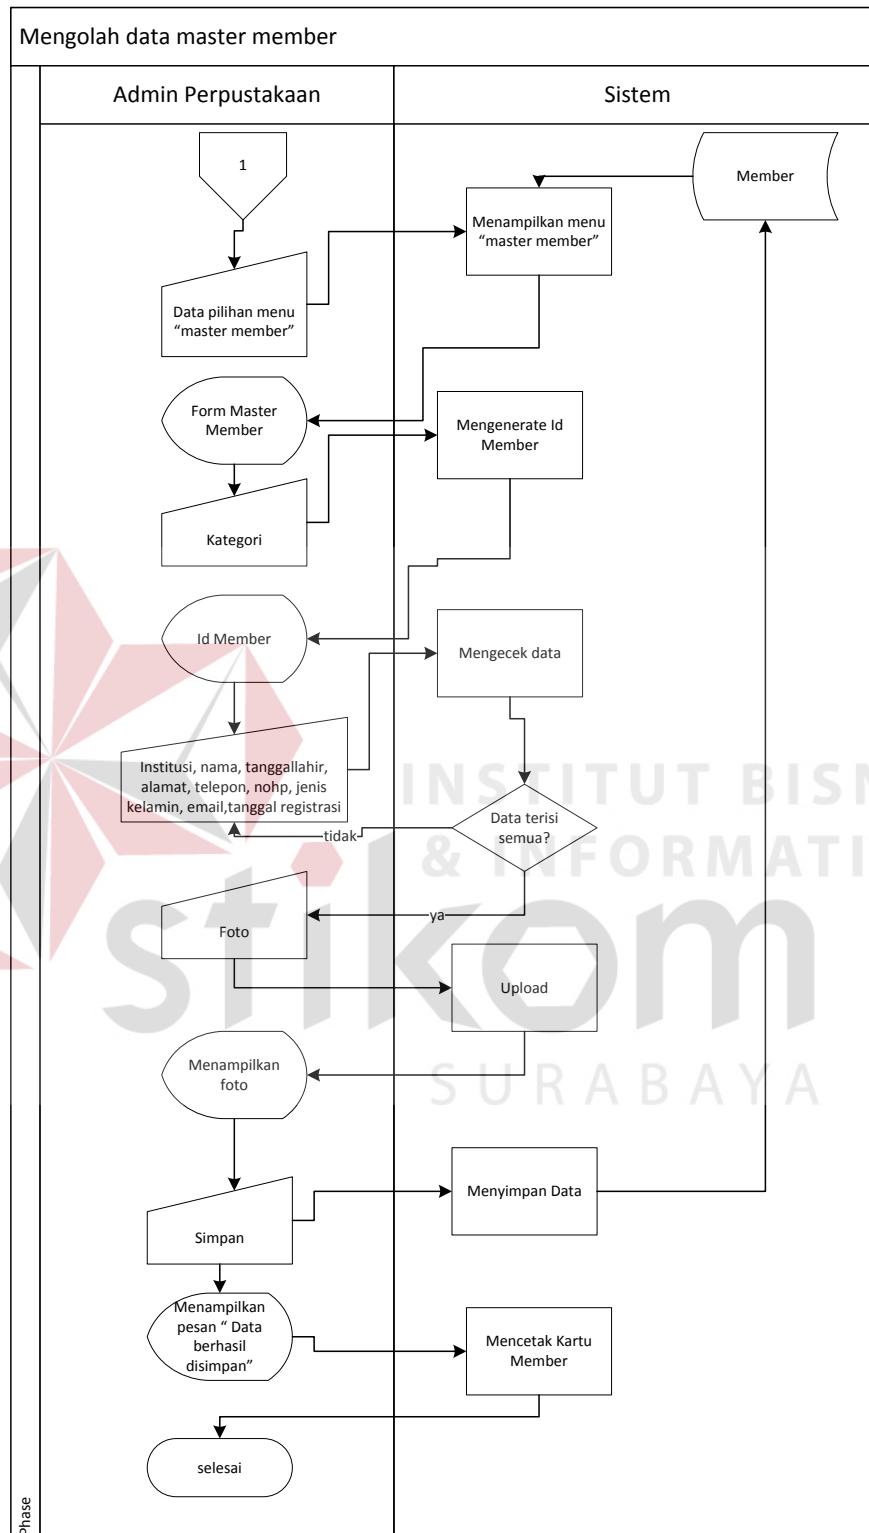 Mengolah data master member
Admin Perpustakaan
Sistem
1
Member
Menampilkan menu
“master member”
Data pilihan menu
“master member”
Form Master
Member
Mengenerate Id
Member
Kategori
Id Member
Mengecek data
Institusi, nama, tanggallahir,
alamat, telepon, nohp, jenis
kelamin, email,tanggal registrasi
Data terisi
semua?
tidak
ya
Foto
Upload
Menampilkan
foto
Menyimpan Data
Simpan
Menampilkan
pesan “ Data
berhasil
disimpan”
Mencetak Kartu
Member
selesai
Phase
INSTITUT BISN
& INFORMATI
stikom
SURABAYA